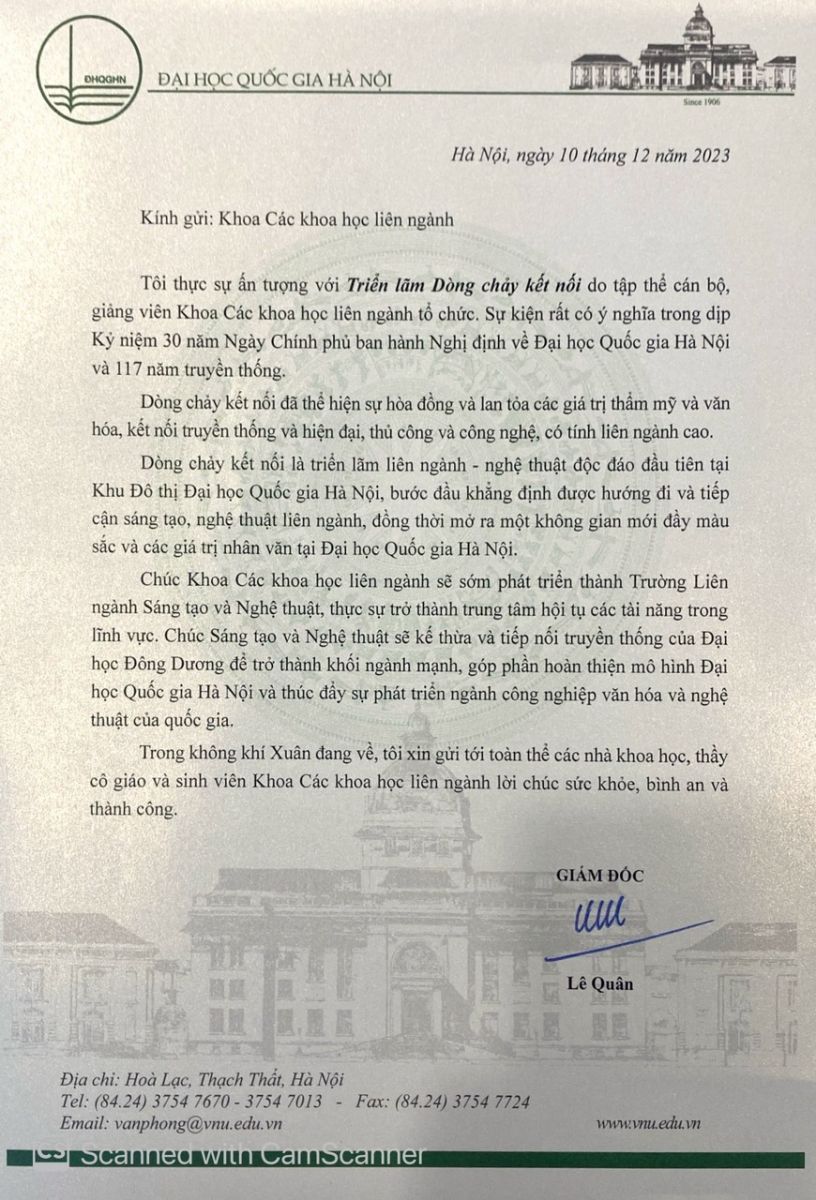 ĐHQGHN
ĐẠI HỌC QUỐC GIA HÀ NỘI
Since 1906
Hà Nội, ngày 10 tháng 12 năm 2023
Kính gửi: Khoa Các khoa học liên ngành
Tôi thực sự ấn tượng với Triển lãm Dòng chảy kết nối do tập thể cán bộ,
giảng viên Khoa Các khoa học liên ngành tổ chức. Sự kiện rất có ý nghĩa trong dịp
Kỷ niệm 30 năm Ngày Chính phủ ban hành Nghị định về Đại học Quốc gia Hà Nội
và 117 năm truyền thống.
Dòng chảy kết nối đã thể hiện sự hòa đồng và lan tỏa các giá trị thẩm mỹ và văn
hóa, kết nối truyền thống và hiện đại, thủ công và công nghệ, có tính liên ngành cao.
Dòng chảy kết nối là triển lãm liên ngành - nghệ thuật độc đáo đầu tiên tại
Khu Đô thị Đại học Quốc gia Hà Nội, bước đầu khẳng định được hướng đi và tiếp
cận sáng tạo, nghệ thuật liên ngành, đồng thời mở ra một không gian mới đầy màu
sắc và các giá trị nhân văn tại Đại học Quốc gia Hà Nội.
Chúc Khoa Các khoa học liên ngành sẽ sớm phát triển thành Trường Liên
ngành Sáng tạo và Nghệ thuật, thực sự trở thành trung tâm hội tụ các tài năng trong
lĩnh vực. Chúc Sáng tạo và Nghệ thuật sẽ kế thừa và tiếp nối truyền thống của Đại
học Đông Dương để trở thành khối ngành mạnh, góp phần hoàn thiện mô hình Đại
học Quốc gia Hà Nội và thúc đẩy sự phát triển ngành công nghiệp văn hóa và nghệ
thuật của quốc gia.
Trong không khí Xuân đang về, tôi xin gửi tới toàn thể các nhà khoa học, thầy
cô giáo và sinh viên Khoa Các khoa học liên ngành lời chúc sức khỏe, bình an và
thành công.
GIÁM ĐỐC
Lê Quân
Địa chỉ: Hoà Lạc, Thạch Thất, Hà Nội
Tel: (84.24) 3754 7670 - 3754 7013 - Fax: (84.24) 3754 7724
Email: vanphong@vnu.edu.vn www.vnu.edu.vn
CS Scanned with CamScanner